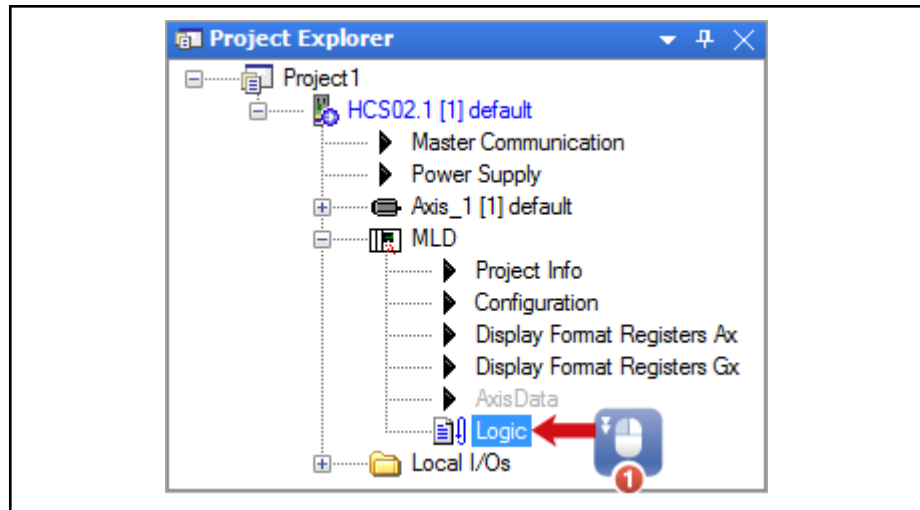 Project Explorer
Project1
HCS02.1 [1] default
Master Communication
Power Supply
Axis_1 [1] default
MLD
Project Info
Configuration
Display Format Registers Ax
Display Format Registers Gx
AxisData
Logic
1
Local I/Os